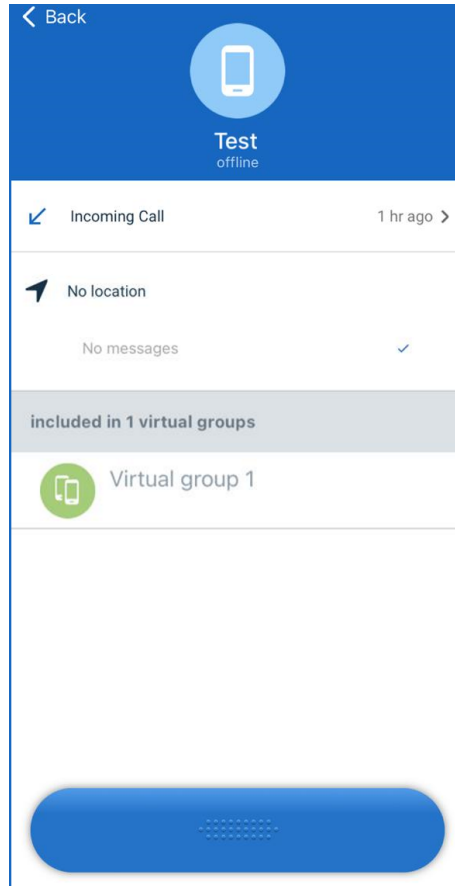 Back
Test
offline
Incoming Call 1 hr ago
No location
No messages
included in 1 virtual groups
Virtual group 1